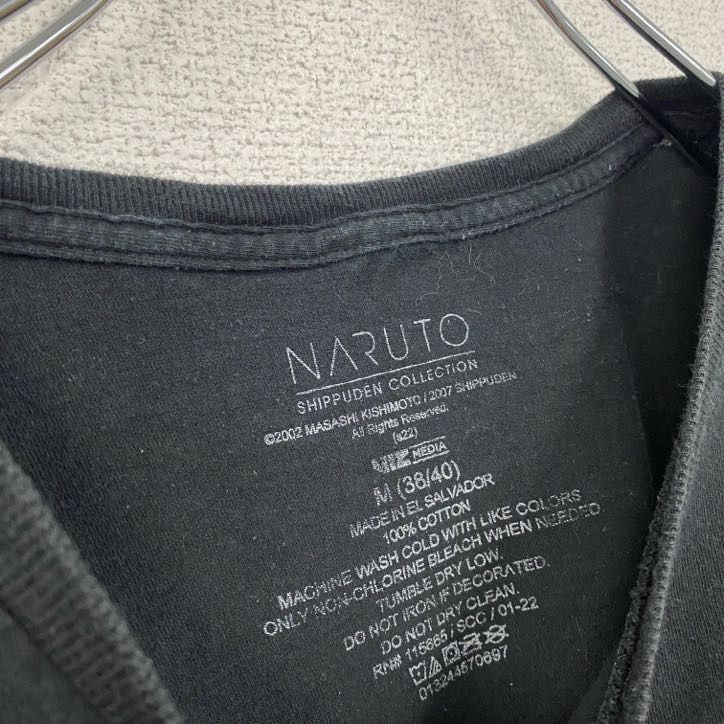 NARUTO
SHIPPUDEN COLLECTION
©2002 MASASHI KISHIMOTO / 2007 SHIPPUDEN
All Rights Reserved.
(s22)
VIZ MEDIA
M (38/40)
MADE IN EL SALVADOR
100% COTTON
MACHINE WASH COLD WITH LIKE COLORS
ONLY NON-CHLORINE BLEACH WHEN NEEDED.
TUMBLE DRY LOW.
DO NOT IRON IF DECORATED.
DO NOT DRY CLEAN.
RN# 115665 / SCC / 01-22
013244570697